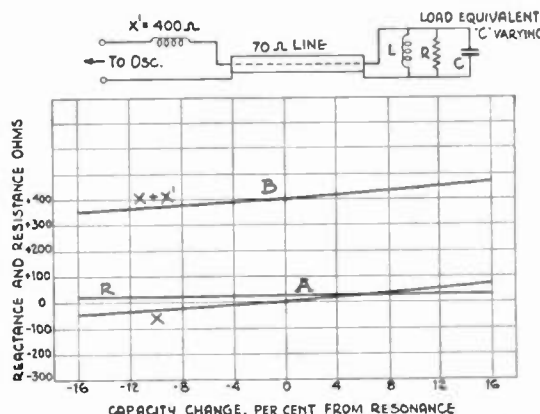 X' = 400 Ω
LOAD EQUIVALENT
"C" VARYING
70 Ω LINE
L
R
C
← TO OSC.
REACTANCE AND RESISTANCE OHMS
+400
+300
+200
+100
0
-100
-200
-300
X + X'
B
R
A
X
-16
-12
-8
-4
0
4
8
12
16
CAPACITY CHANGE, PER CENT FROM RESONANCE